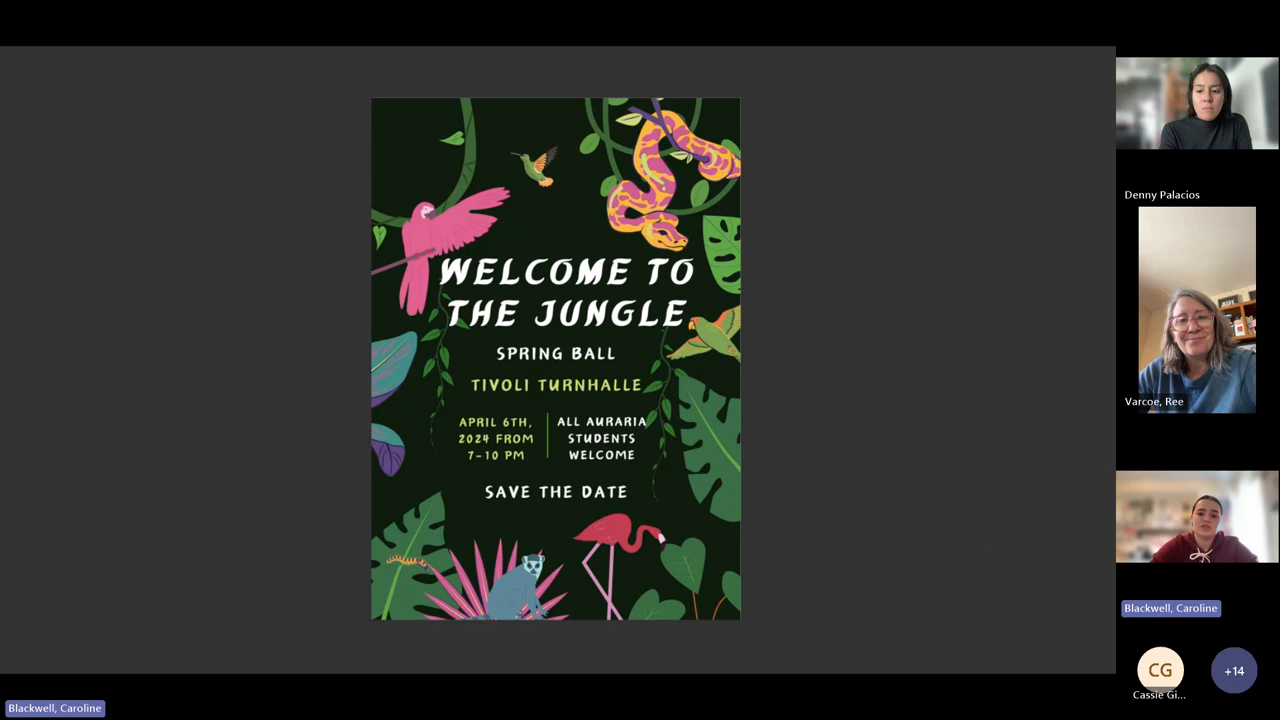 WELCOME TO
THE JUNGLE
SPRING BALL
TIVOLI TURNHALLE
APRIL 6TH,
2024 FROM
7-10 PM
ALL AURARIA
STUDENTS
WELCOME
SAVE THE DATE
Denny Palacios
Varcoe, Ree
Blackwell, Caroline
CG
Cassie Gi...
+14
Blackwell, Caroline